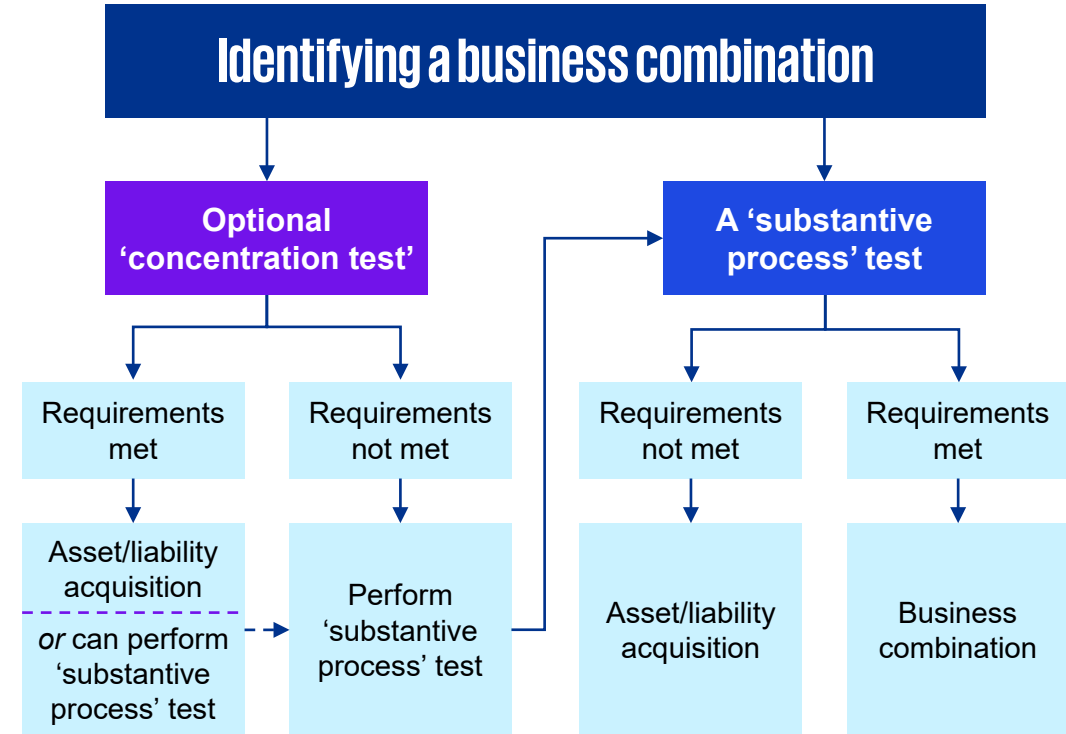 Identifying a business combination
Optional
‘concentration test’
A ‘substantive
process’ test
Requirements
met
Requirements
not met
Requirements
not met
Requirements
met
Asset/liability
acquisition
or can perform
‘substantive
process’ test
Perform
‘substantive
process’ test
Asset/liability
acquisition
Business
combination